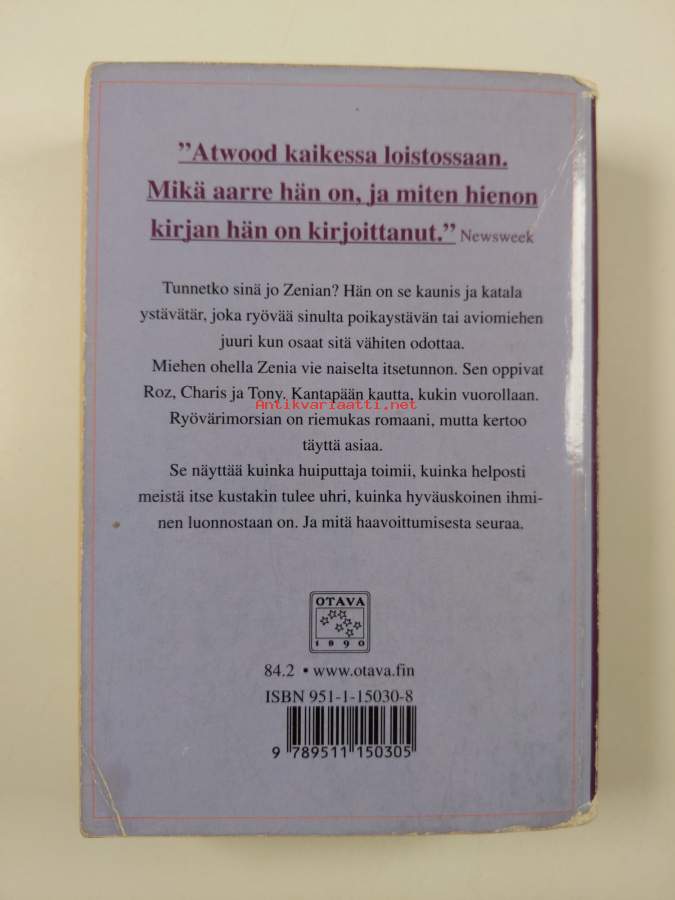 ”Atwood kaikessa loistossaan.
Mikä aarre hän on, ja miten hienon
kirjan hän on kirjoittanut.” Newsweek
Tunnetko sinä jo Zenian? Hän on se kaunis ja katala
ystävätär, joka ryövää sinulta poikaystävän tai aviomiehen
juuri kun osaat sitä vähiten odottaa.
Miehen ohella Zenia vie naiselta itsetunnon. Sen oppivat
Roz, Charis ja Tony. Kantapään kautta, kukin vuorollaan.
Antikvariaatti.net
Ryövärimorsian on riemukas romaani, mutta kertoo
täyttä asiaa.
Se näyttää kuinka huiputtaja toimii, kuinka helposti
meistä itse kustakin tulee uhri, kuinka hyväuskoinen ihmi-
nen luonnostaan on. Ja mitä haavoittumisesta seuraa.
OTAVA
1890
84.2 • www.otava.fin
ISBN 951-1-15030-8
9 789511 150305